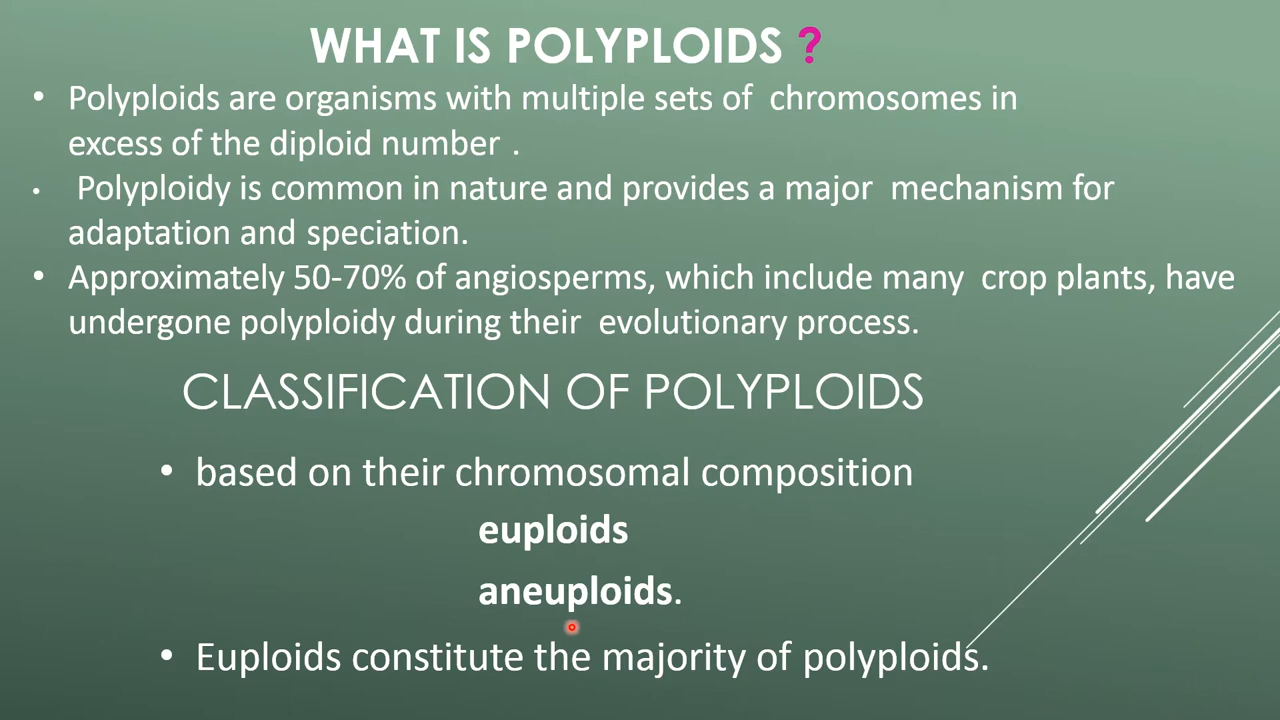 WHAT IS POLYPLOIDS ?
• Polyploids are organisms with multiple sets of chromosomes in
excess of the diploid number .
• Polyploidy is common in nature and provides a major mechanism for
adaptation and speciation.
• Approximately 50-70% of angiosperms, which include many crop plants, have
undergone polyploidy during their evolutionary process.
CLASSIFICATION OF POLYPLOIDS
• based on their chromosomal composition
euploids
aneuploids.
• Euploids constitute the majority of polyploids.